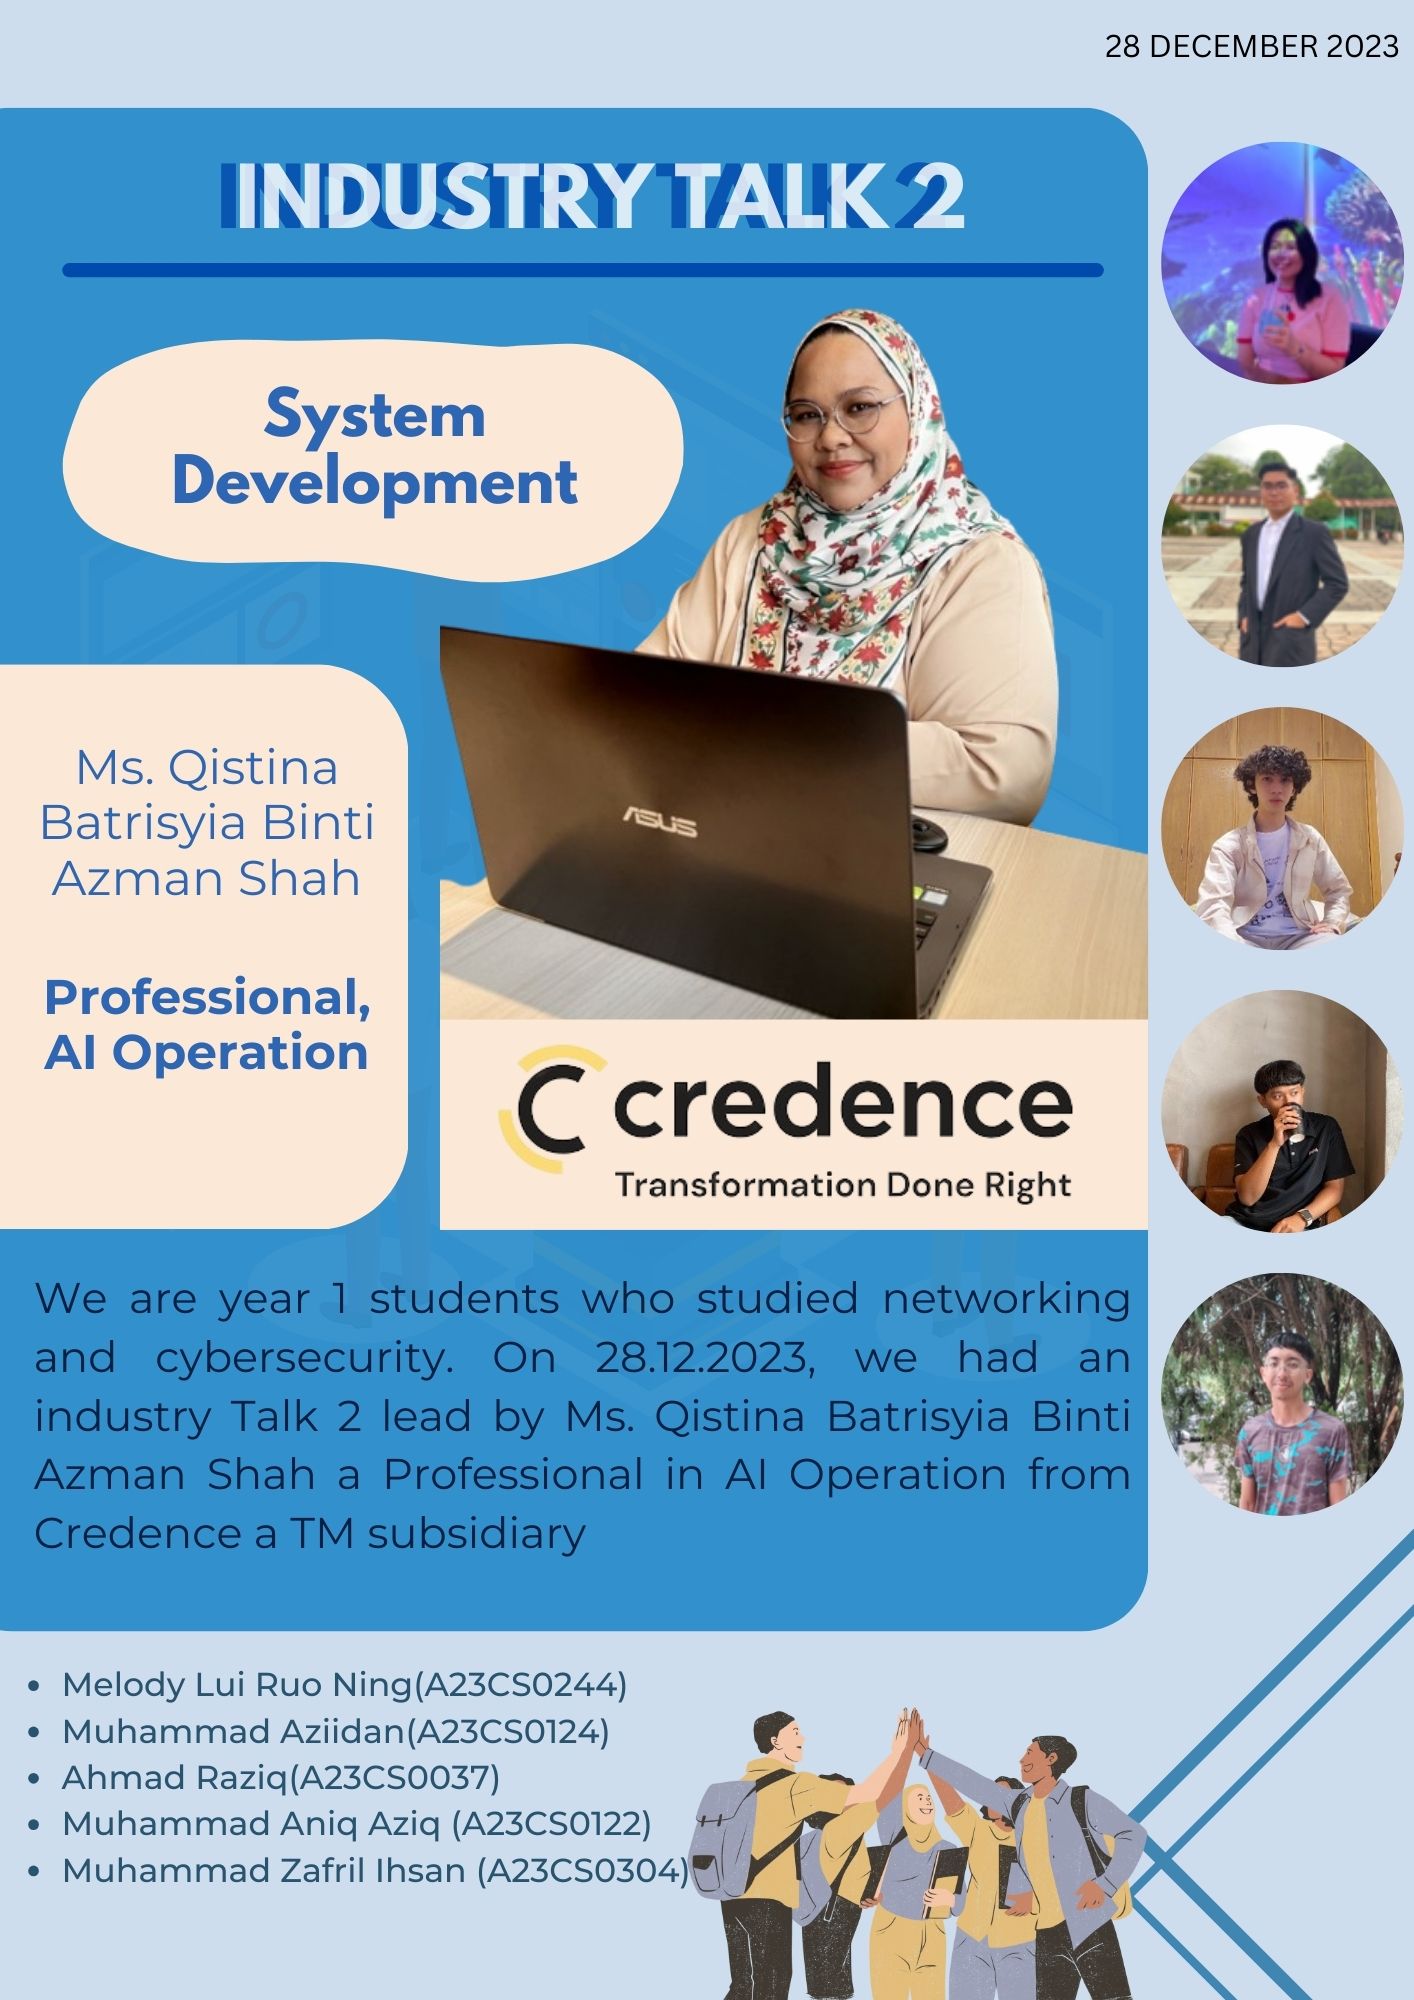 28 DECEMBER 2023
INDUSTRY TALK 2
System
Development
Ms. Qistina
Batrisyia Binti
Azman Shah
Professional,
AI Operation
ASUS
credence
Transformation Done Right
We are year 1 students who studied networking
and cybersecurity. On 28.12.2023, we had an
industry Talk 2 lead by Ms. Qistina Batrisyia Binti
Azman Shah a Professional in AI Operation from
Credence a TM subsidiary
Melody Lui Ruo Ning(A23CS0244)
Muhammad Aziidan(A23CS0124)
Ahmad Raziq(A23CS0037)
Muhammad Aniq Aziq (A23CS0122)
Muhammad Zafril Ihsan (A23CS0304)